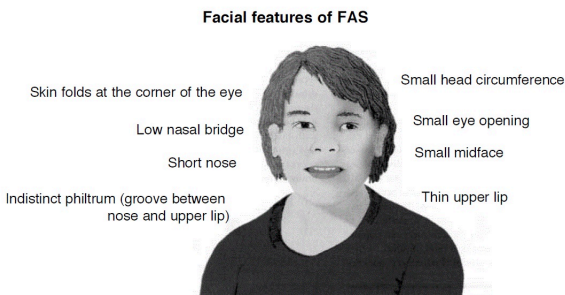 Facial features of FAS
Skin folds at the corner of the eye
Low nasal bridge
Short nose
Indistinct philtrum (groove between
nose and upper lip)
Small head circumference
Small eye opening
Small midface
Thin upper lip